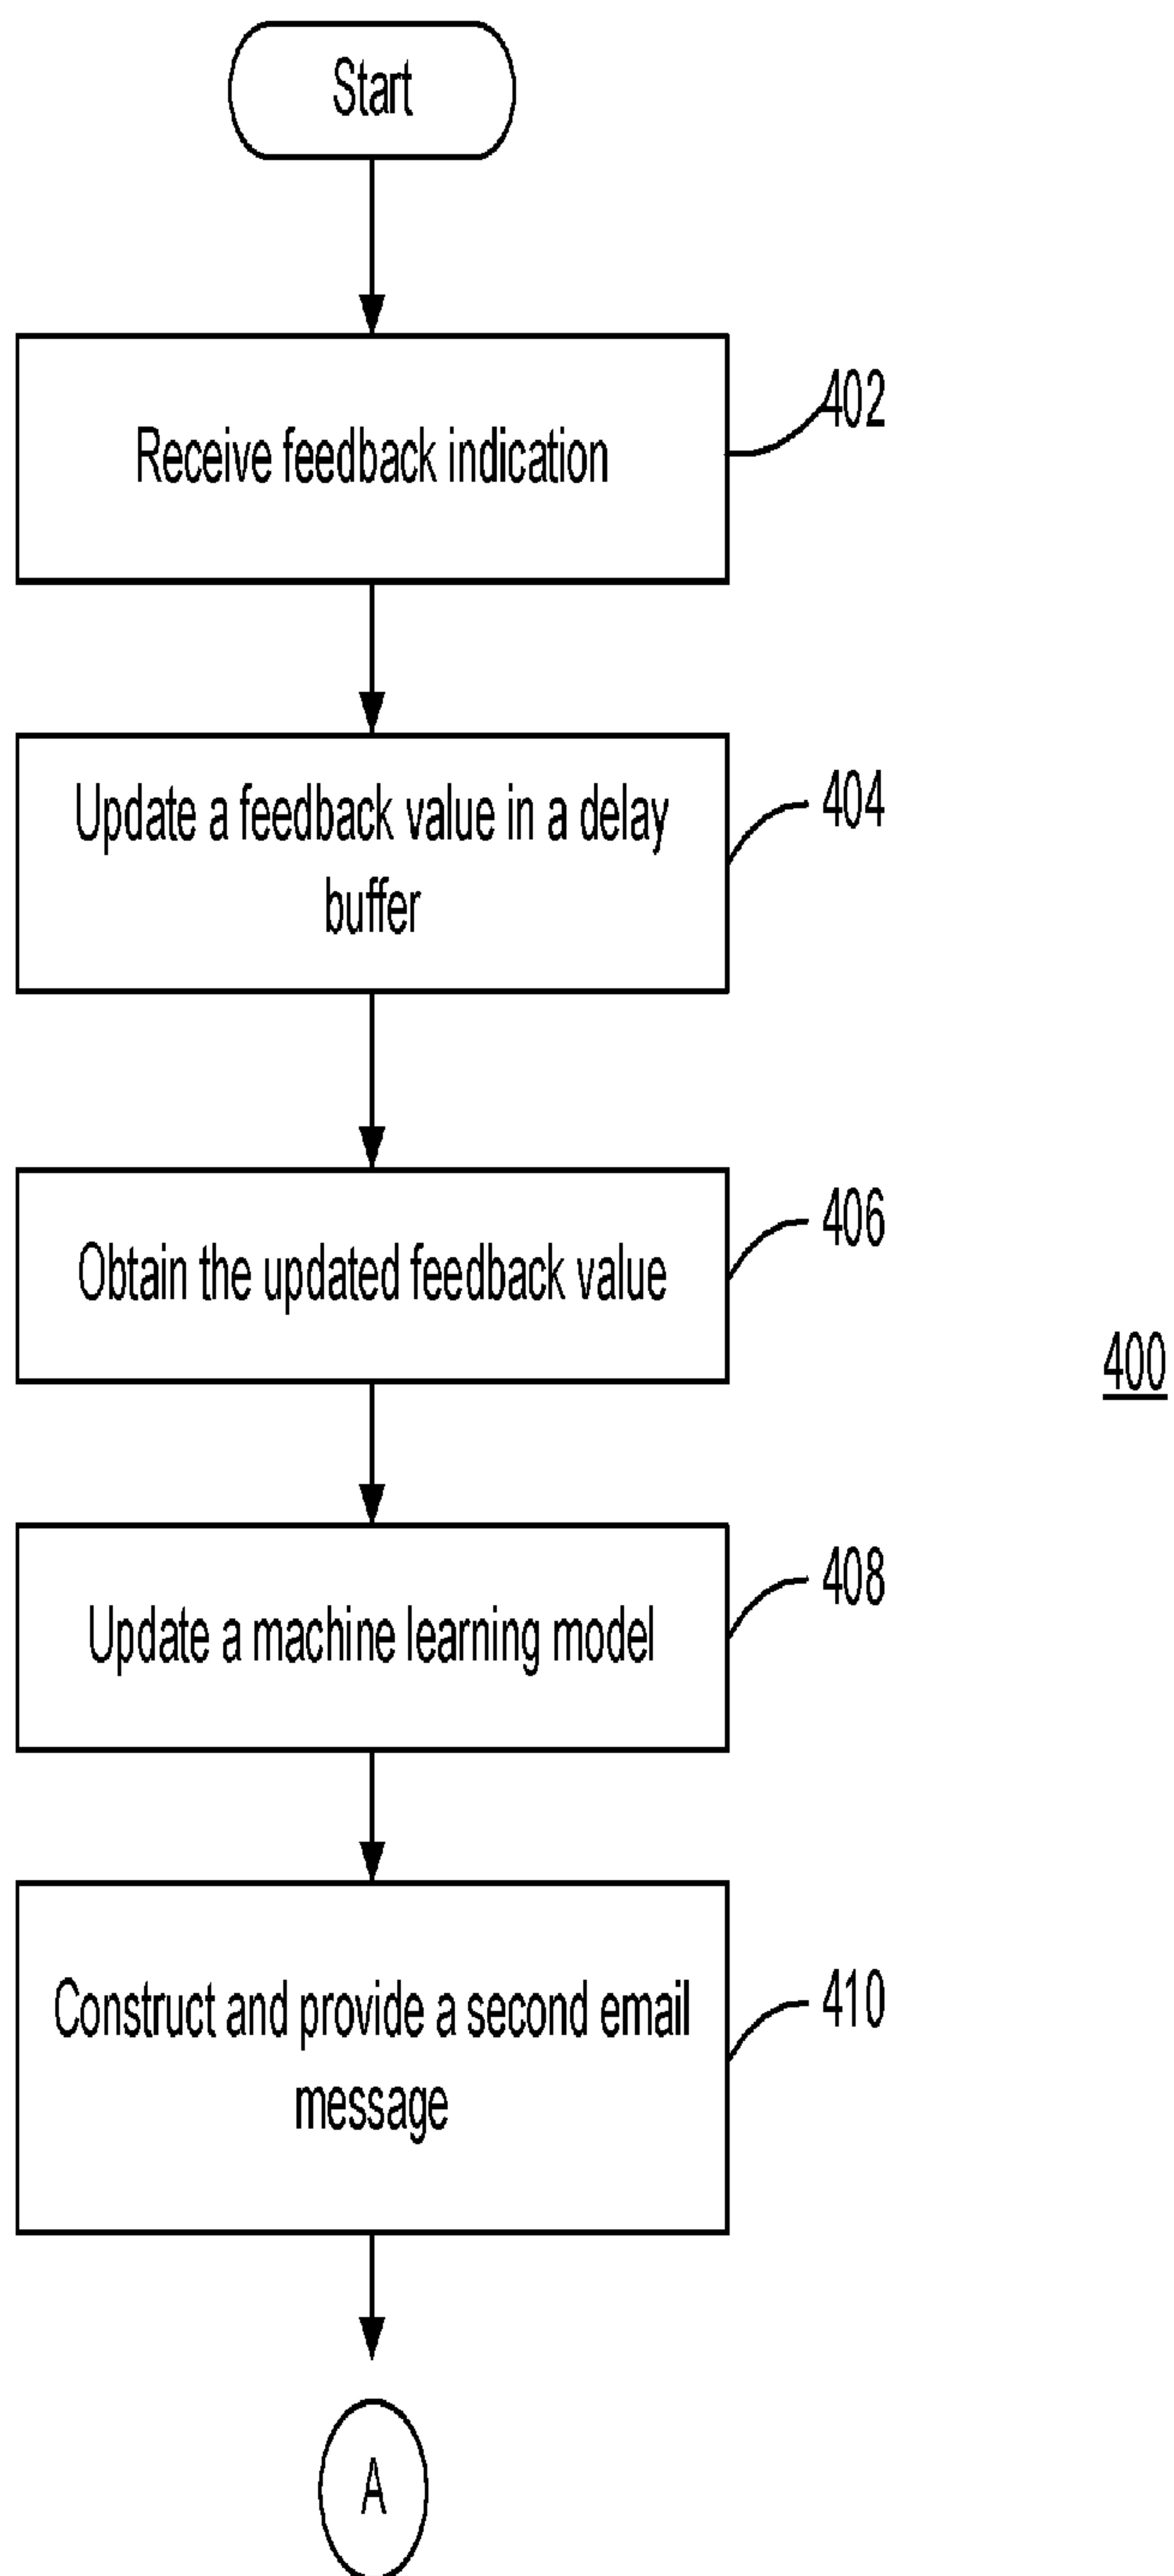 Start
Receive feedback indication
402
Update a feedback value in a delay
buffer
404
Obtain the updated feedback value
406
400
Update a machine learning model
408
Construct and provide a second email
message
410
A